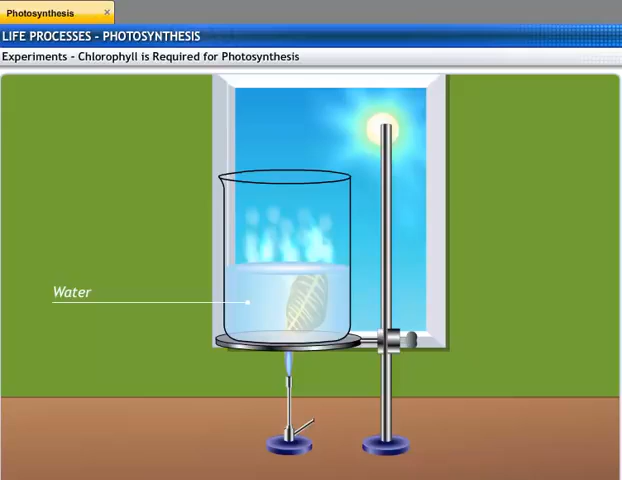 Photosynthesis
LIFE PROCESSES - PHOTOSYNTHESIS
Experiments - Chlorophyll is Required for Photosynthesis
Water